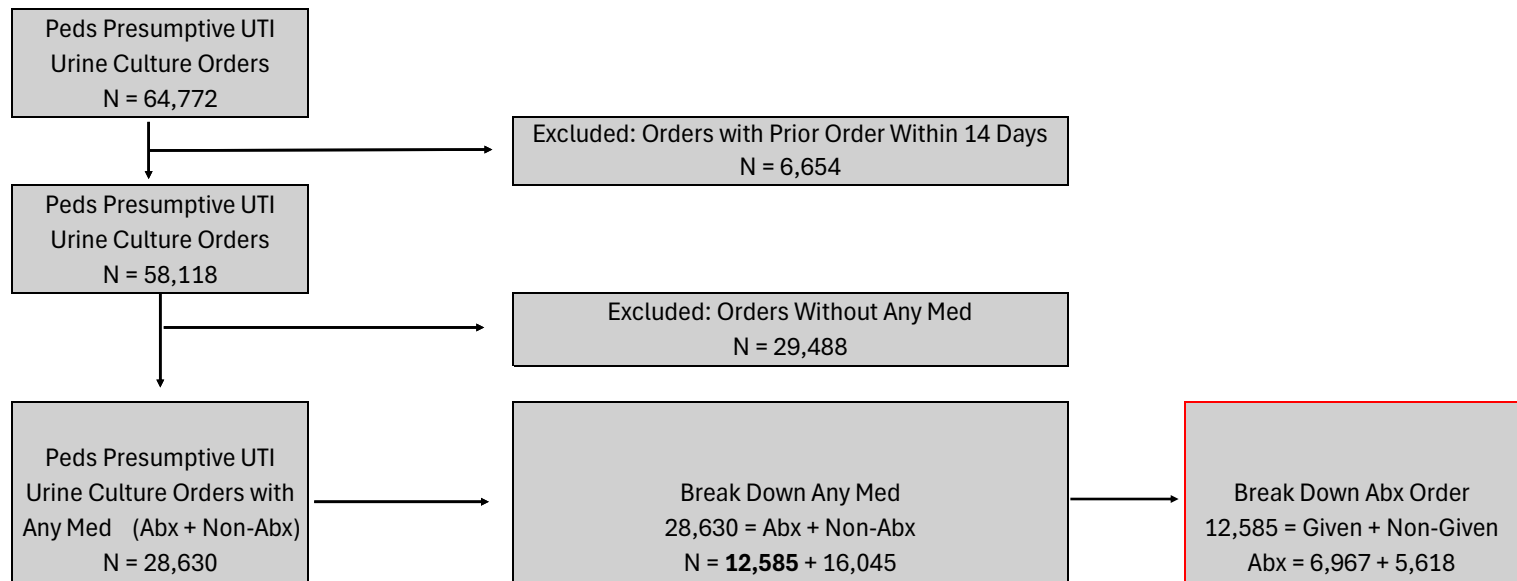 Peds Presumptive UTI
Urine Culture Orders
N = 64,772
Excluded: Orders with Prior Order Within 14 Days
N = 6,654
Peds Presumptive UTI
Urine Culture Orders
N = 58,118
Excluded: Orders Without Any Med
N = 29,488
Peds Presumptive UTI
Urine Culture Orders with
Any Med (Abx + Non-Abx)
N = 28,630
Break Down Any Med
28,630 = Abx + Non-Abx
N = 12,585 + 16,045
Break Down Abx Order
12,585 = Given + Non-Given
Abx = 6,967 + 5,618